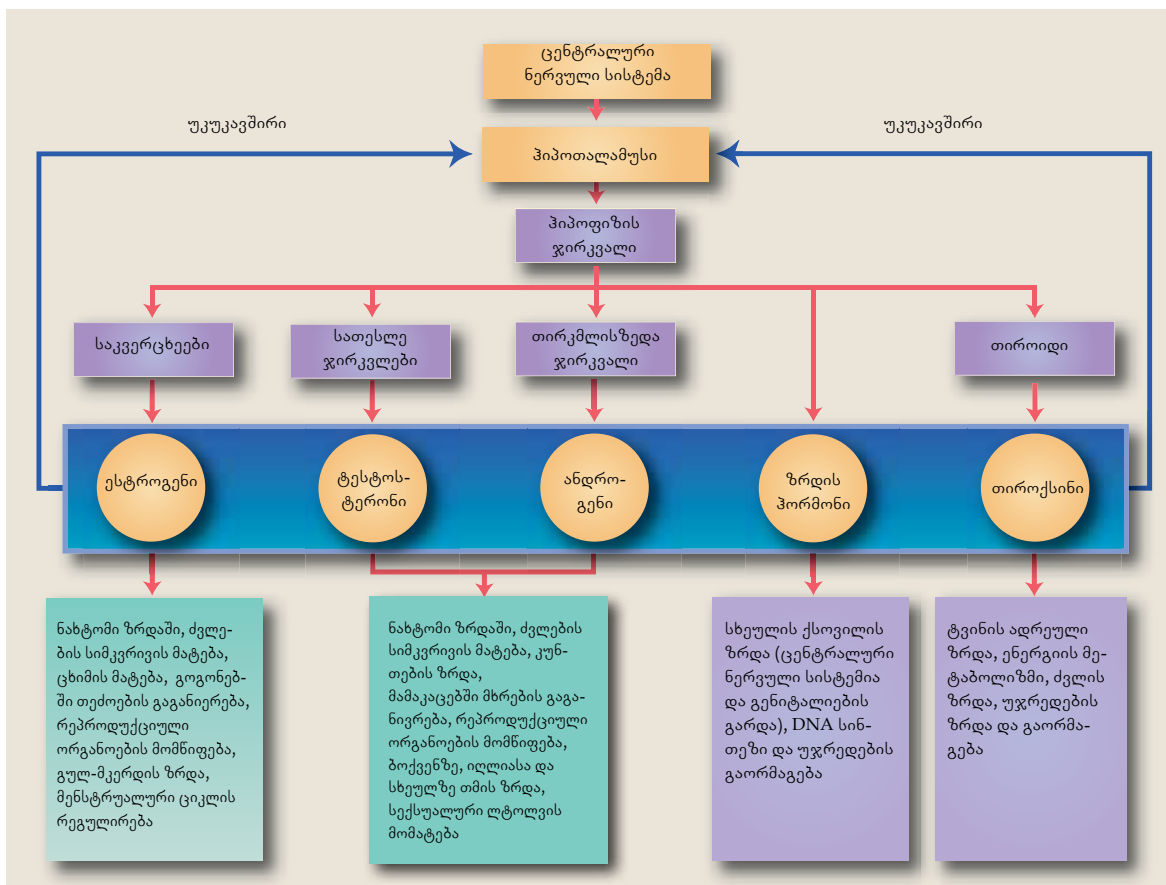 ცენტრალური
ნერვული სისტემა
უკუკავშირი
უკუკავშირი
ჰიპოთალამუსი
ჰიპოფიზის
ჯირკვალი
საკვერცხეები
სათესლე
ჯირკვლები
თირკმლისზედა
ჯირკვალი
თიროიდი
ესტროგენი
ტესტოს-
ტერონი
ანდრო-
გენი
ზრდის
ჰორმონი
თიროქსინი
ნახტომი ზრდაში, ძვლე-
ბის სიმკვრივის მატება,
ცხიმის მატება, გოგონებ-
ში თეძოების გაგანიერება,
რეპროდუქციული
ორგანოების მომწიფება,
გულ-მკერდის ზრდა,
მენსტრუალური ციკლის
რეგულირება
ნახტომი ზრდაში, ძვლების
სიმკვრივის მატება, კუნ-
თების ზრდა,
მამაკაცებში მხრების გაგა-
ნივრება, რეპროდუქციული
ორგანოების მომწიფება,
ბოქვენზე, იღლიასა და
სხეულზე თმის ზრდა,
სექსუალური ლტოლვის
მომატება
სხეულის ქსოვილის
ზრდა (ცენტრალური
ნერვული სისტემია
და გენიტალიების
გარდა), DNA სინ-
თეზი და უჯრედების
გაორმაგება
ტვინის ადრეული
ზრდა, ენერგიის მე-
ტაბოლიზმი, ძვლის
ზრდა, უჯრედების
ზრდა და გაორმა-
გება